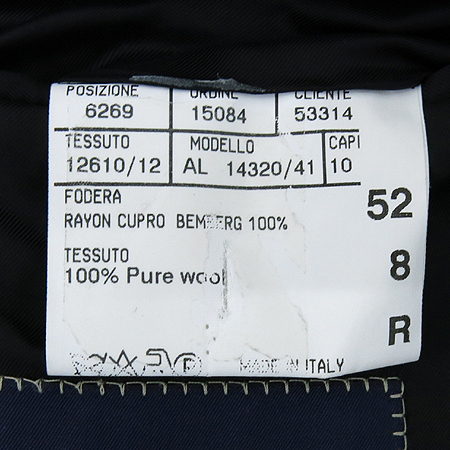 POSIZIONE ORDINE CLIENTE
6269 15084 53314
TESSUTO MODELLO CAPI
12610/12 AL 14320/41 10
FODERA
RAYON CUPRO BEMBERG 100%
52
TESSUTO
100% Pure wool
8
R
P MADE IN ITALY